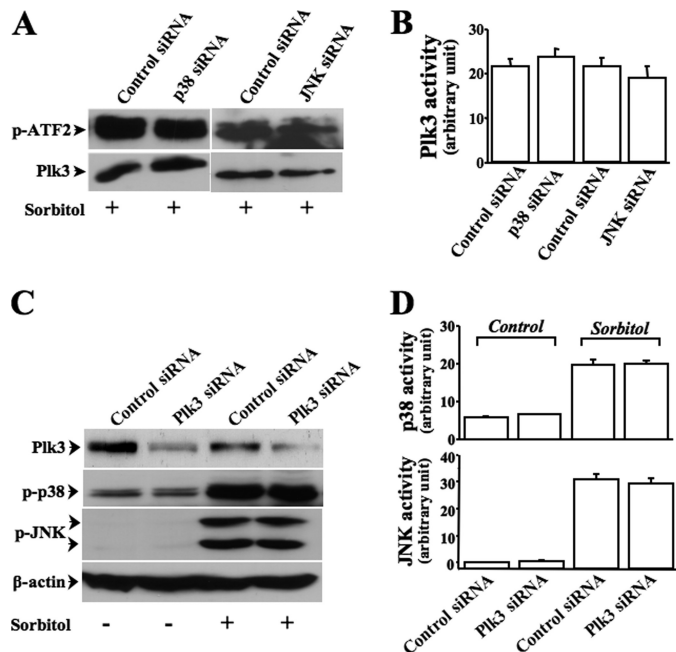 A
Control siRNA
p38 siRNA
Control siRNA
JNK siRNA
p-ATF2
Plk3
Sorbitol + + + +
B
Plk3 activity
(arbitrary unit)
30
20
10
0
Control siRNA
p38 siRNA
Control siRNA
JNK siRNA
C
Control siRNA
Plk3 siRNA
Control siRNA
Plk3 siRNA
Plk3
p-p38
p-JNK
β-actin
Sorbitol - - + +
D
Control Sorbitol
p38 activity
(arbitrary unit)
30
20
10
0
JNK activity
(arbitrary unit)
40
30
20
10
0
Control siRNA
Plk3 siRNA
Control siRNA
Plk3 siRNA